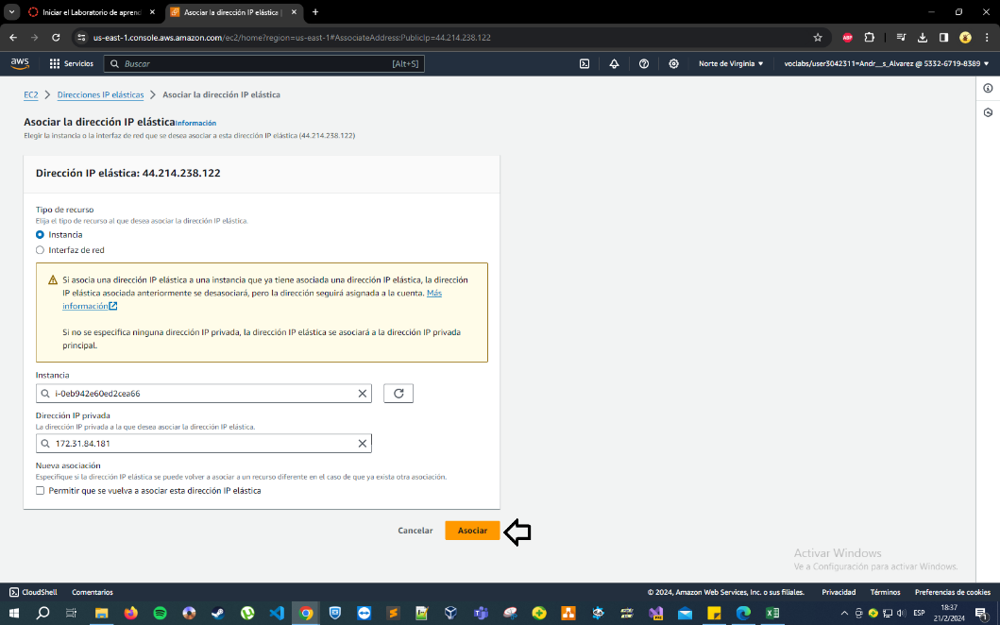 Iniciar el Laboratorio de aprend
Asociar la dirección IP elástica |
us-east-1.console.aws.amazon.com/ec2/home?region=us-east-1#AssociateAddress:PublicIp=44.214.238.122
ABP
aws
Servicios
Buscar
[Alt+S]
Norte de Virginia
voclabs/user3042311=Andr__s_Alvarez @ 5332-6719-8389
EC2
Direcciones IP elásticas
Asociar la dirección IP elástica
Asociar la dirección IP elástica Información
Elegir la instancia o la interfaz de red que se desea asociar a esta dirección IP elástica (44.214.238.122)
Dirección IP elástica: 44.214.238.122
Tipo de recurso
Elija el tipo de recurso al que desea asociar la dirección IP elástica.
Instancia
Interfaz de red
Si asocia una dirección IP elástica a una instancia que ya tiene asociada una dirección IP elástica, la dirección
IP elástica asociada anteriormente se desasociará, pero la dirección seguirá asignada a la cuenta. Más
información
Si no se especifica ninguna dirección IP privada, la dirección IP elástica se asociará a la dirección IP privada
principal.
Instancia
i-0eb942e60ed2cea66
Dirección IP privada
La dirección IP privada a la que desea asociar la dirección IP elástica.
172.31.84.181
Nueva asociación
Especifique si la dirección IP elástica se puede volver a asociar a un recurso diferente en el caso de que ya exista otra asociación.
Permitir que se vuelva a asociar esta dirección IP elástica
Cancelar
Asociar
Activar Windows
Ve a Configuración para activar Windows.
CloudShell
Comentarios
© 2024, Amazon Web Services, Inc. o sus filiales.
Privacidad
Términos
Preferencias de cookies
ESP
18:37
21/2/2024